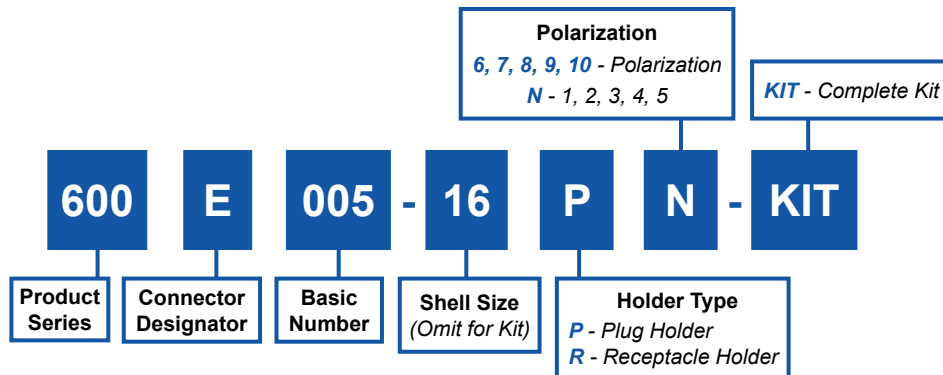 Polarization
6, 7, 8, 9, 10 - Polarization
N - 1, 2, 3, 4, 5
KIT - Complete Kit
600 E 005 - 16 P N - KIT
Product
Series
Connector
Designator
Basic
Number
Shell Size
(Omit for Kit)
Holder Type
P - Plug Holder
R - Receptacle Holder